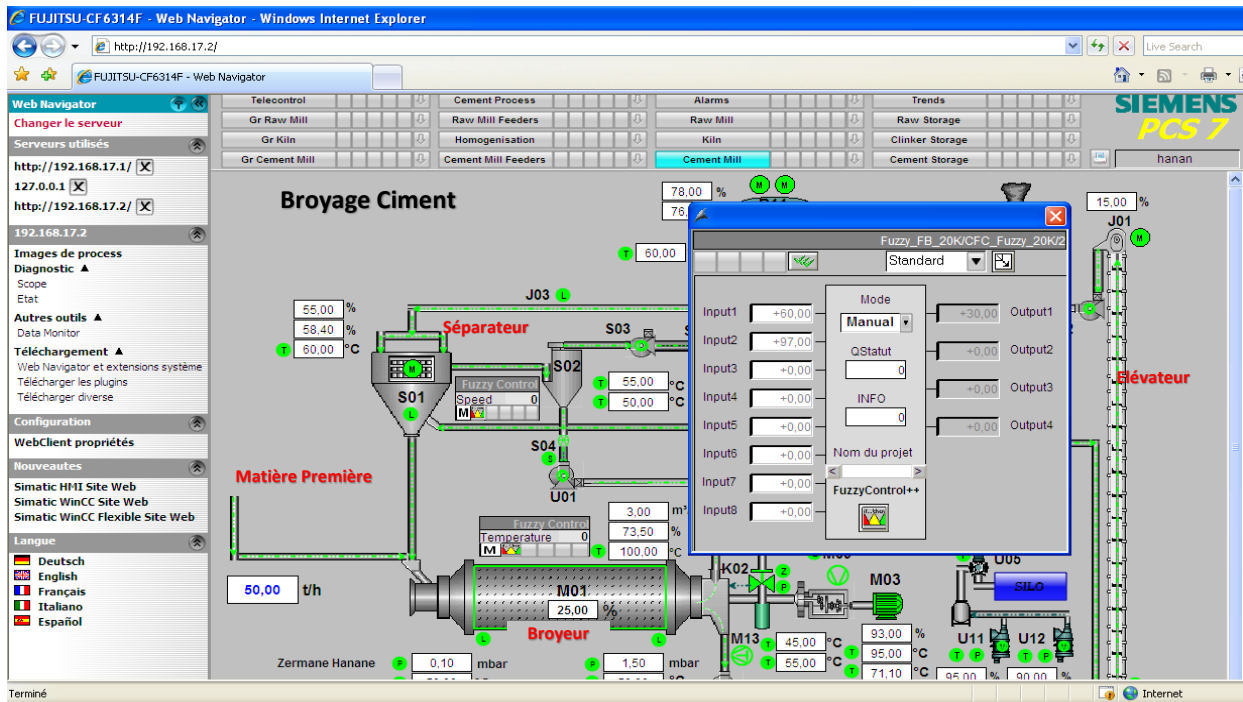 FUJITSU-CF6314F - Web Navigator - Windows Internet Explorer
http://192.168.17.2/
Live Search
FUJITSU-CF6314F - Web Navigator
Web Navigator
Changer le serveur
Serveurs utilisés
http://192.168.17.1/ X
127.0.0.1 X
http://192.168.17.2/ X
192.168.17.2
Images de process
Diagnostic ▲
Scope
Etat
Autres outils ▲
Data Monitor
Téléchargement ▲
Web Navigator et extensions système
Télécharger les plugins
Télécharger diverse
Configuration
WebClient propriétés
Nouveautes
Simatic HMI Site Web
Simatic WinCC Site Web
Simatic WinCC Flexible Site Web
Langue
Deutsch
English
Français
Italiano
Español
Telecontrol Cement Process Alarms Trends
Gr Raw Mill Raw Mill Feeders Raw Mill Raw Storage
Gr Kiln Homogenisation Kiln Clinker Storage
Gr Cement Mill Cement Mill Feeders Cement Mill Cement Storage
SIEMENS
PCS 7
hanan
Broyage Ciment
78,00 %
M M
15,00 %
J01
M
T 60,00
J03 L
55,00 %
58,40 %
T 60,00 °C
Séparateur
S03
M
S01
L
Fuzzy Control
Speed 0
M
S02
T 55,00 °C
T 50,00 °C
S04
S
U01
Matière Première
Elévateur
Fuzzy_FB_20K/CFC_Fuzzy_20K/2
Standard
Input1 +60,00
Input2 +97,00
Input3 +0,00
Input4 +0,00
Input5 +0,00
Input6 +0,00
Input7 +0,00
Input8 +0,00
Mode
Manual
QStatut
0
INFO
0
Nom du projet
FuzzyControl++
+30,00 Output1
+0,00 Output2
+0,00 Output3
+0,00 Output4
Fuzzy Control
Temperature 0
M
3,00 m³
73,50 %
T 100,00 °C
50,00 t/h
M01
25,00 %
Broyeur
L L
K02
Z
P
M03
U05
SILO
M13
T 45,00 °C
T 55,00 °C
93,00 %
T 95,00 °C
T 71,10 °C
U11 U12
T P T P
95,00 % 90,00 %
Zermane Hanane
P 0,10 mbar
P 1,50 mbar
Terminé
Internet